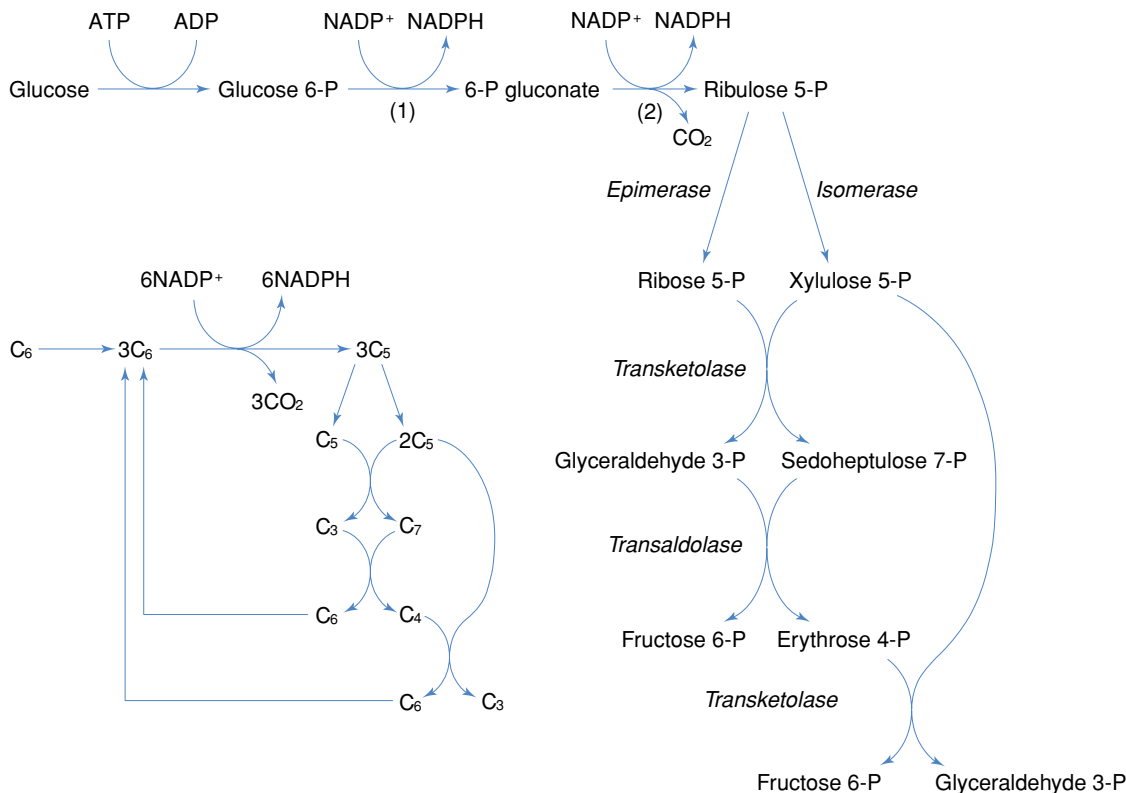 ATP ADP NADP+ NADPH NADP+ NADPH
Glucose Glucose 6-P 6-P gluconate Ribulose 5-P
(1) (2)
CO2
Epimerase Isomerase
Ribose 5-P Xylulose 5-P
Transketolase
Glyceraldehyde 3-P Sedoheptulose 7-P
Transaldolase
Fructose 6-P Erythrose 4-P
Transketolase
Fructose 6-P Glyceraldehyde 3-P
6NADP+ 6NADPH
C6 3C6 3C5
3CO2
C5 2C5
C3 C7
C6 C4
C6 C3